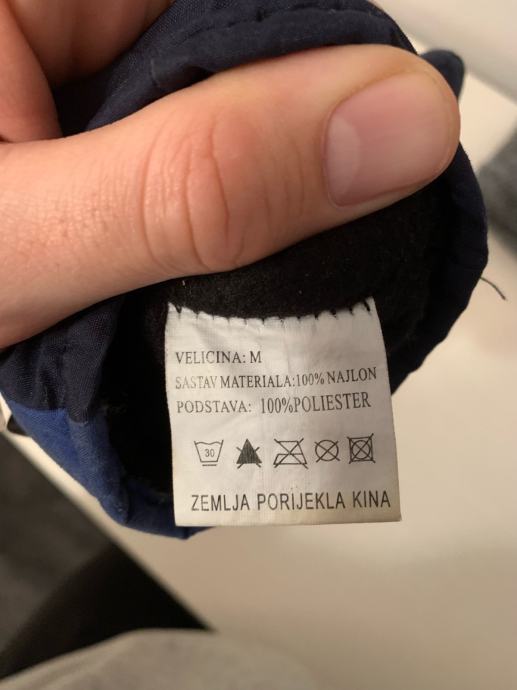 VELICINA: M
SASTAV MATERIALA:100% NAJLON
PODSTAVA: 100%POLIESTER
30
ZEMLJA PORIJEKLA KINA